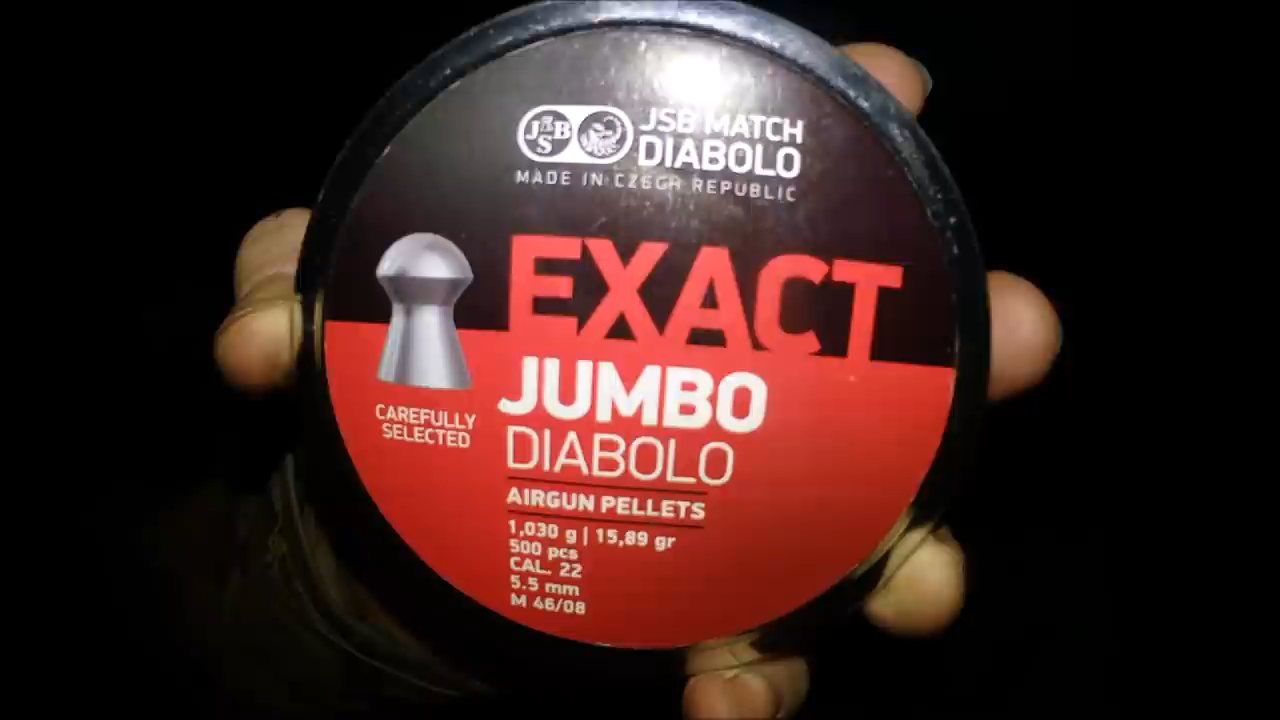 JSB
JSB MATCH
DIABOLO
MADE IN CZECH REPUBLIC
EXACT
JUMBO
DIABOLO
CAREFULLY
SELECTED
AIRGUN PELLETS
1,030 g | 15,89 gr
500 pcs
CAL. 22
5.5 mm
M 46/08